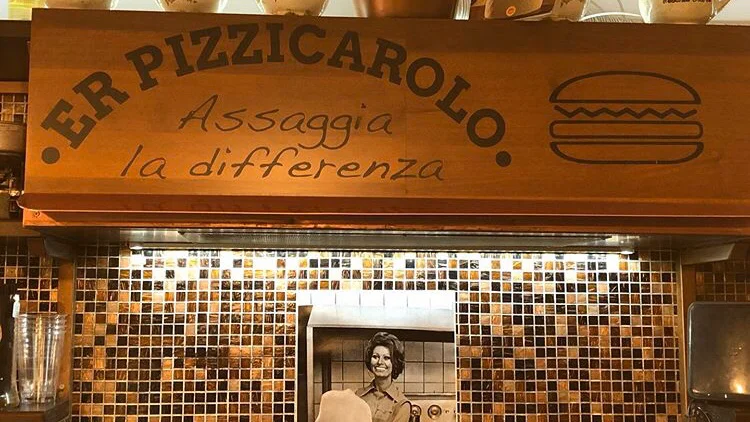 •ER PIZZICAROLO•
Assaggia
la differenza